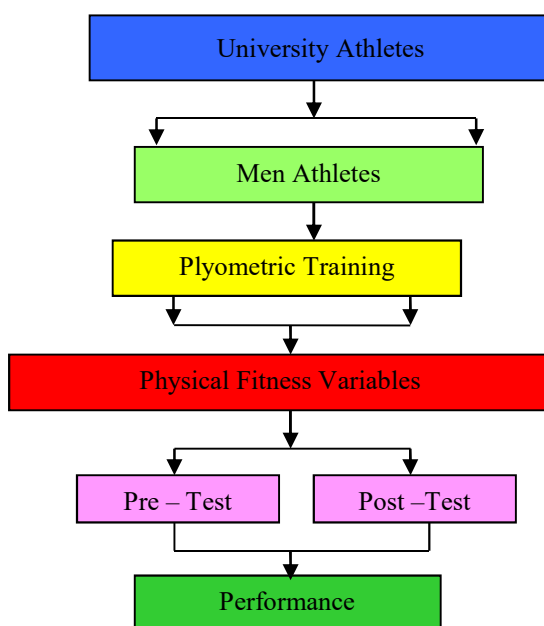 University Athletes
Men Athletes
Plyometric Training
Physical Fitness Variables
Pre – Test
Post –Test
Performance